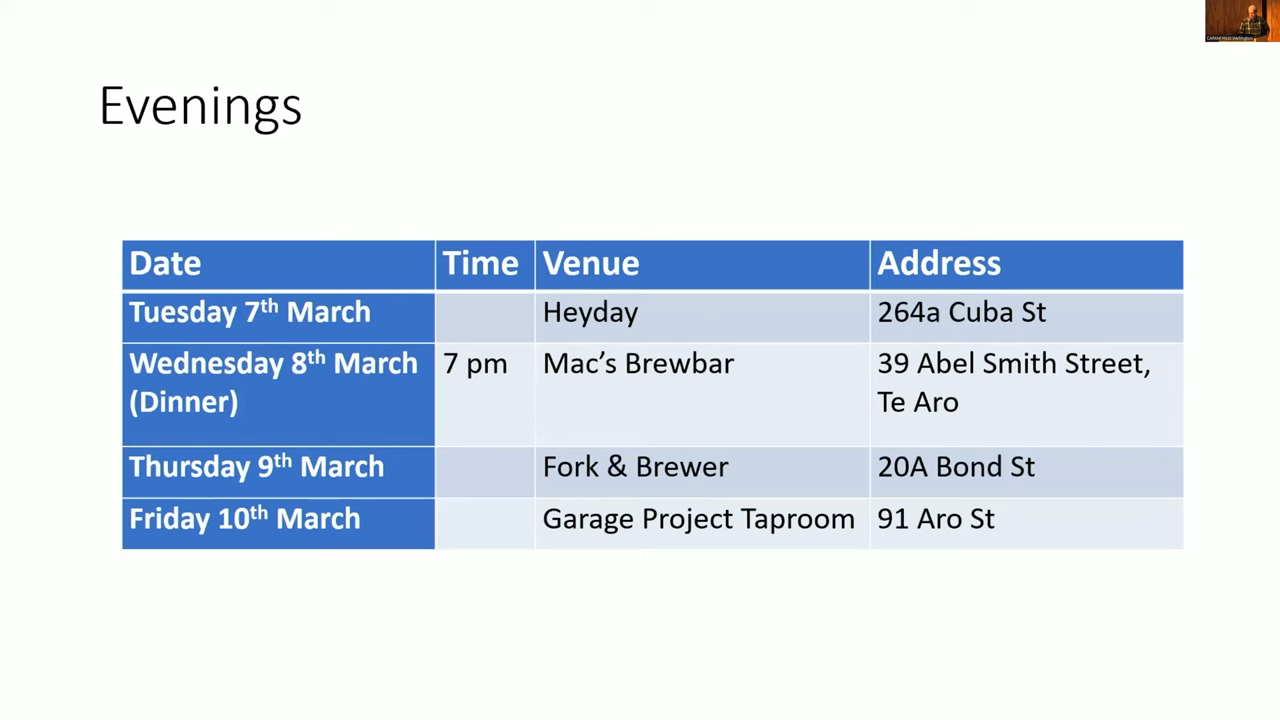 Evenings
Date Time Venue Address
Tuesday 7th March Heyday 264a Cuba St
Wednesday 8th March 7 pm Mac’s Brewbar 39 Abel Smith Street,
(Dinner) Te Aro
Thursday 9th March Fork & Brewer 20A Bond St
Friday 10th March Garage Project Taproom 91 Aro St